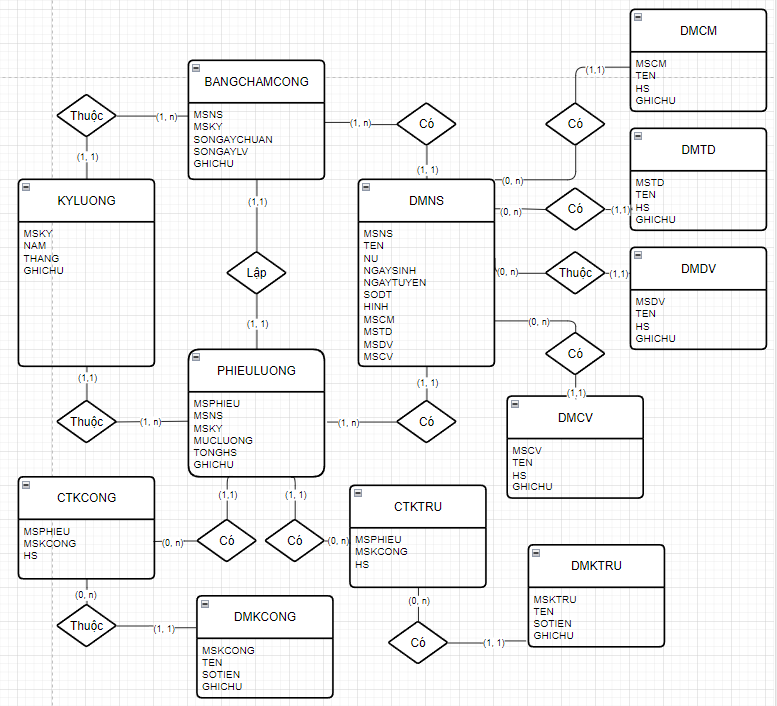 DMCM
MSCM
TEN
HS
GHICHU
(1,1)
BANGCHAMCONG
MSNS
MSKY
SONGAYCHUAN
SONGAYLV
GHICHU
Thuộc
(1, n)
(1, n)
Có
Có
(1, 1)
(1, 1)
DMTD
MSTD
TEN
HS
GHICHU
(0, n)
(0, n)
Có
(1,1)
KYLUONG
MSKY
NAM
THANG
GHICHU
(1,1)
Lập
(1, 1)
DMNS
MSNS
TEN
NU
NGAYSINH
NGAYTUYEN
SODT
HINH
MSCM
MSTD
MSDV
MSCV
(0, n)
Thuộc
(1,1)
DMDV
MSDV
TEN
HS
GHICHU
(0, n)
Có
(1,1)
PHIEULUONG
MSPHIEU
MSNS
MSKY
MUCLUONG
TONGHS
GHICHU
(1,1)
Thuộc
(1, n)
(1, n)
(1, 1)
Có
DMCV
MSCV
TEN
HS
GHICHU
CTKCONG
MSPHIEU
MSKCONG
HS
(1,1)
(1, 1)
(0, n)
Có
Có
(0, n)
CTKTRU
MSPHIEU
MSKCONG
HS
(0, n)
Thuộc
(1, 1)
DMKCONG
MSKCONG
TEN
SOTIEN
GHICHU
(0, n)
Có
(1, 1)
DMKTRU
MSKTRU
TEN
SOTIEN
GHICHU